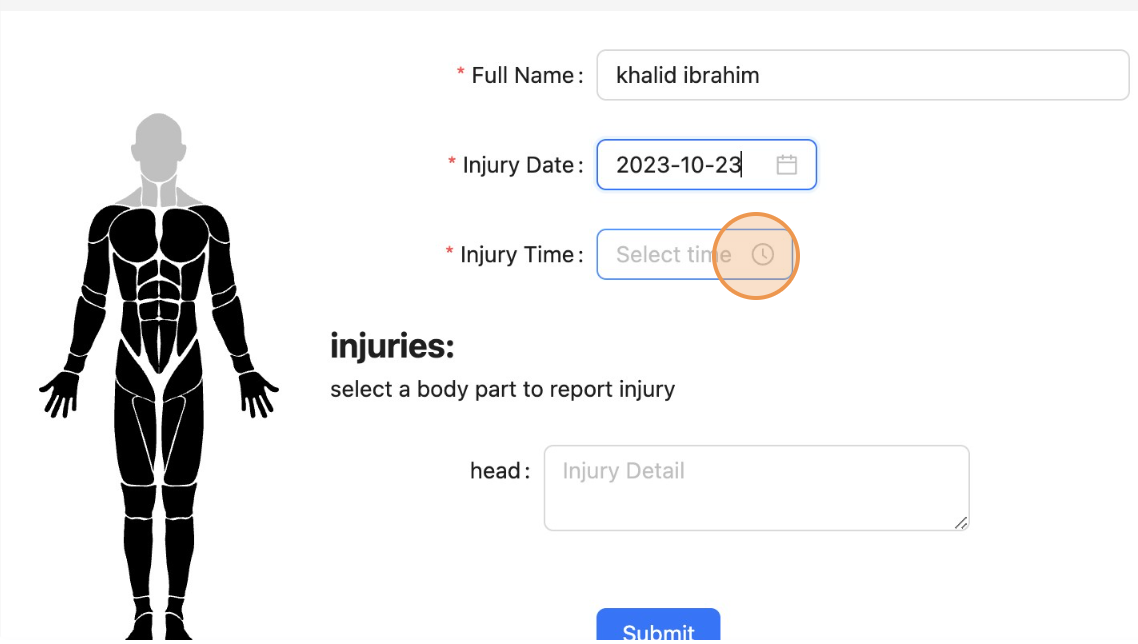 * Full Name: khalid ibrahim
* Injury Date: 2023-10-23
* Injury Time: Select time
injuries:
select a body part to report injury
head: Injury Detail
Submit